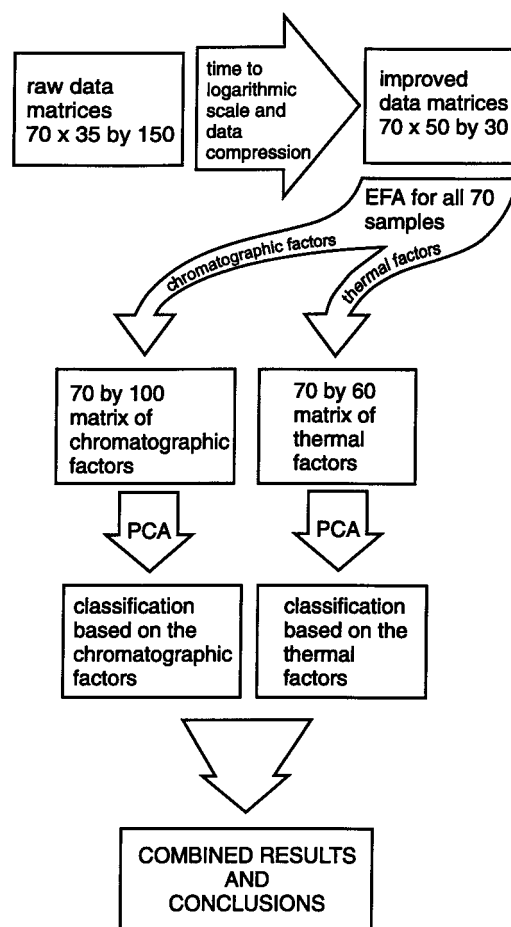 raw data
matrices
70 x 35 by 150
time to
logarithmic
scale and
data
compression
improved
data matrices
70 x 50 by 30
EFA for all 70
samples
chromatographic factors
thermal factors
70 by 100
matrix of
chromatographic
factors
70 by 60
matrix of
thermal
factors
PCA
PCA
classification
based on the
chromatographic
factors
classification
based on the
thermal
factors
COMBINED RESULTS
AND
CONCLUSIONS